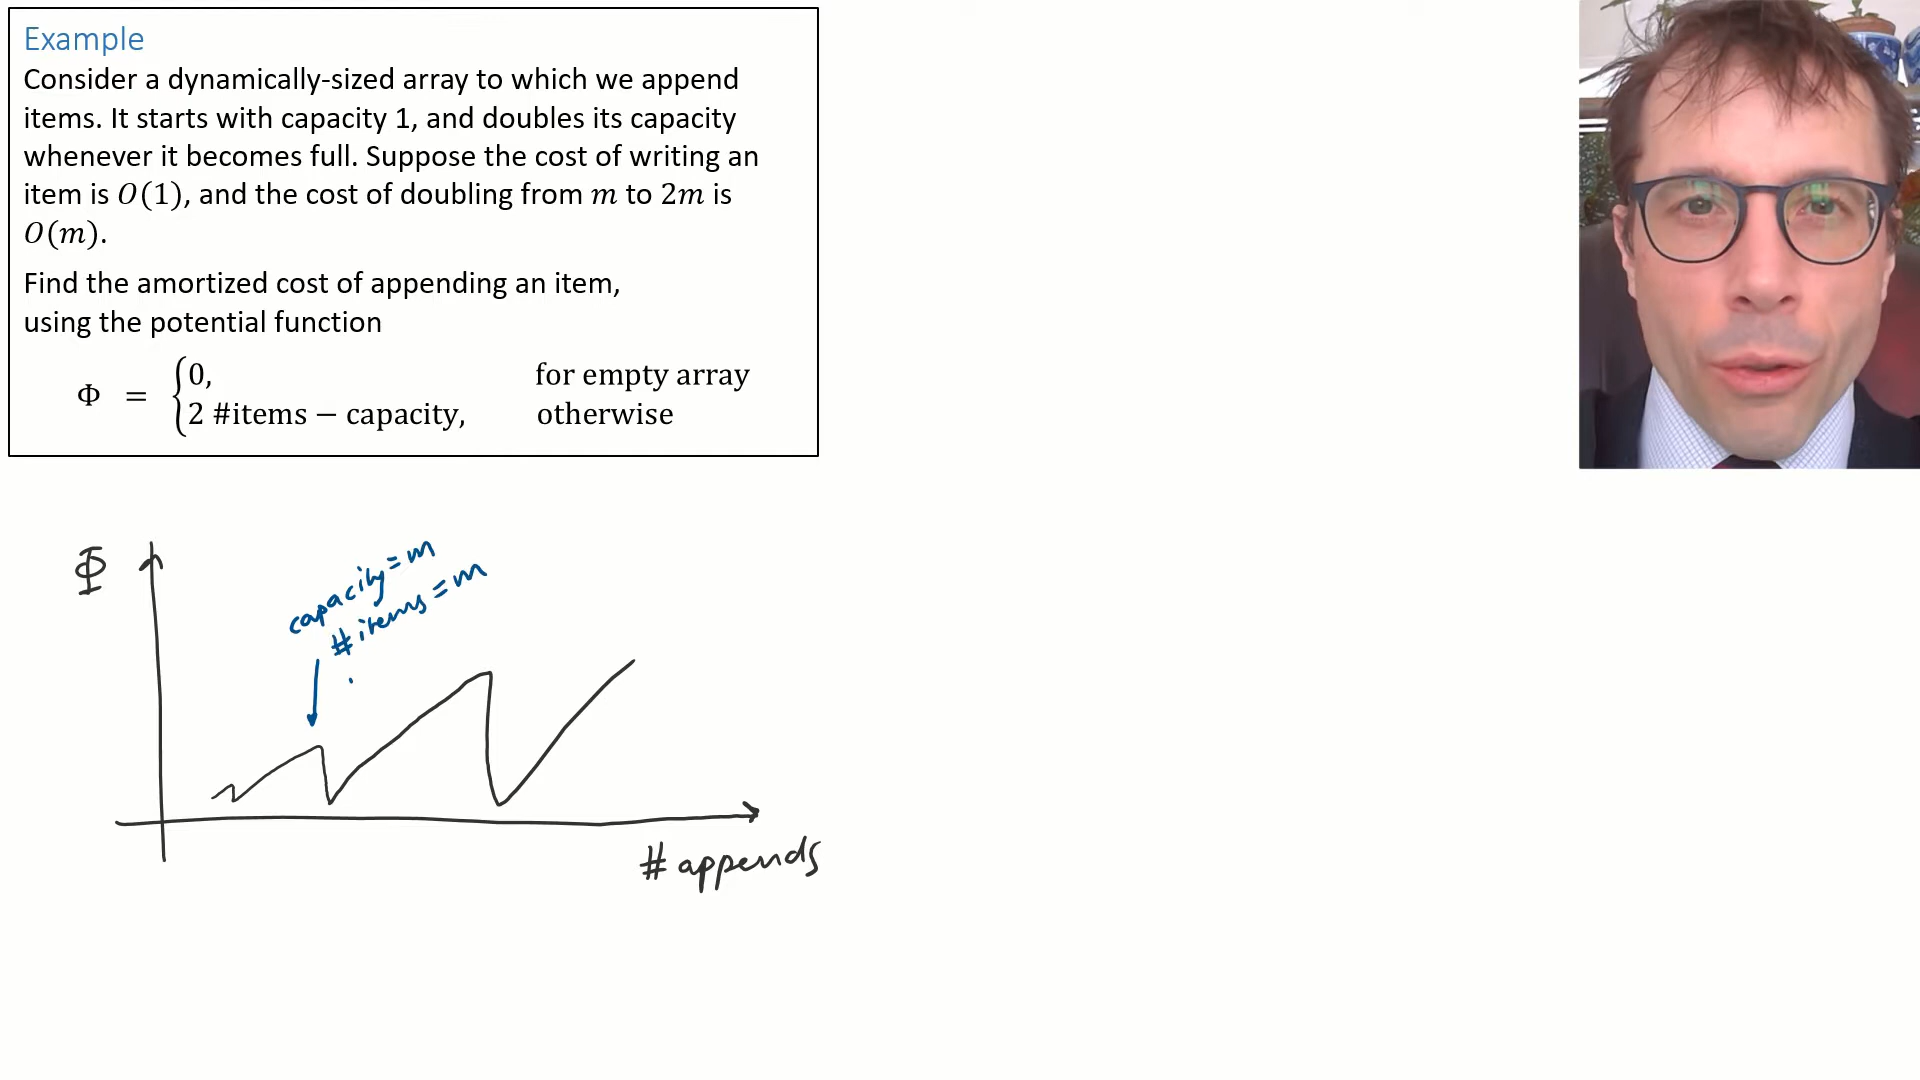 Example
Consider a dynamically-sized array to which we append
items. It starts with capacity 1, and doubles its capacity
whenever it becomes full. Suppose the cost of writing an
item is O(1), and the cost of doubling from m to 2m is
O(m).
Find the amortized cost of appending an item,
using the potential function
Φ = {0, for empty array
2 #items − capacity, otherwise
Φ
capacity=m
#items=m
# appends